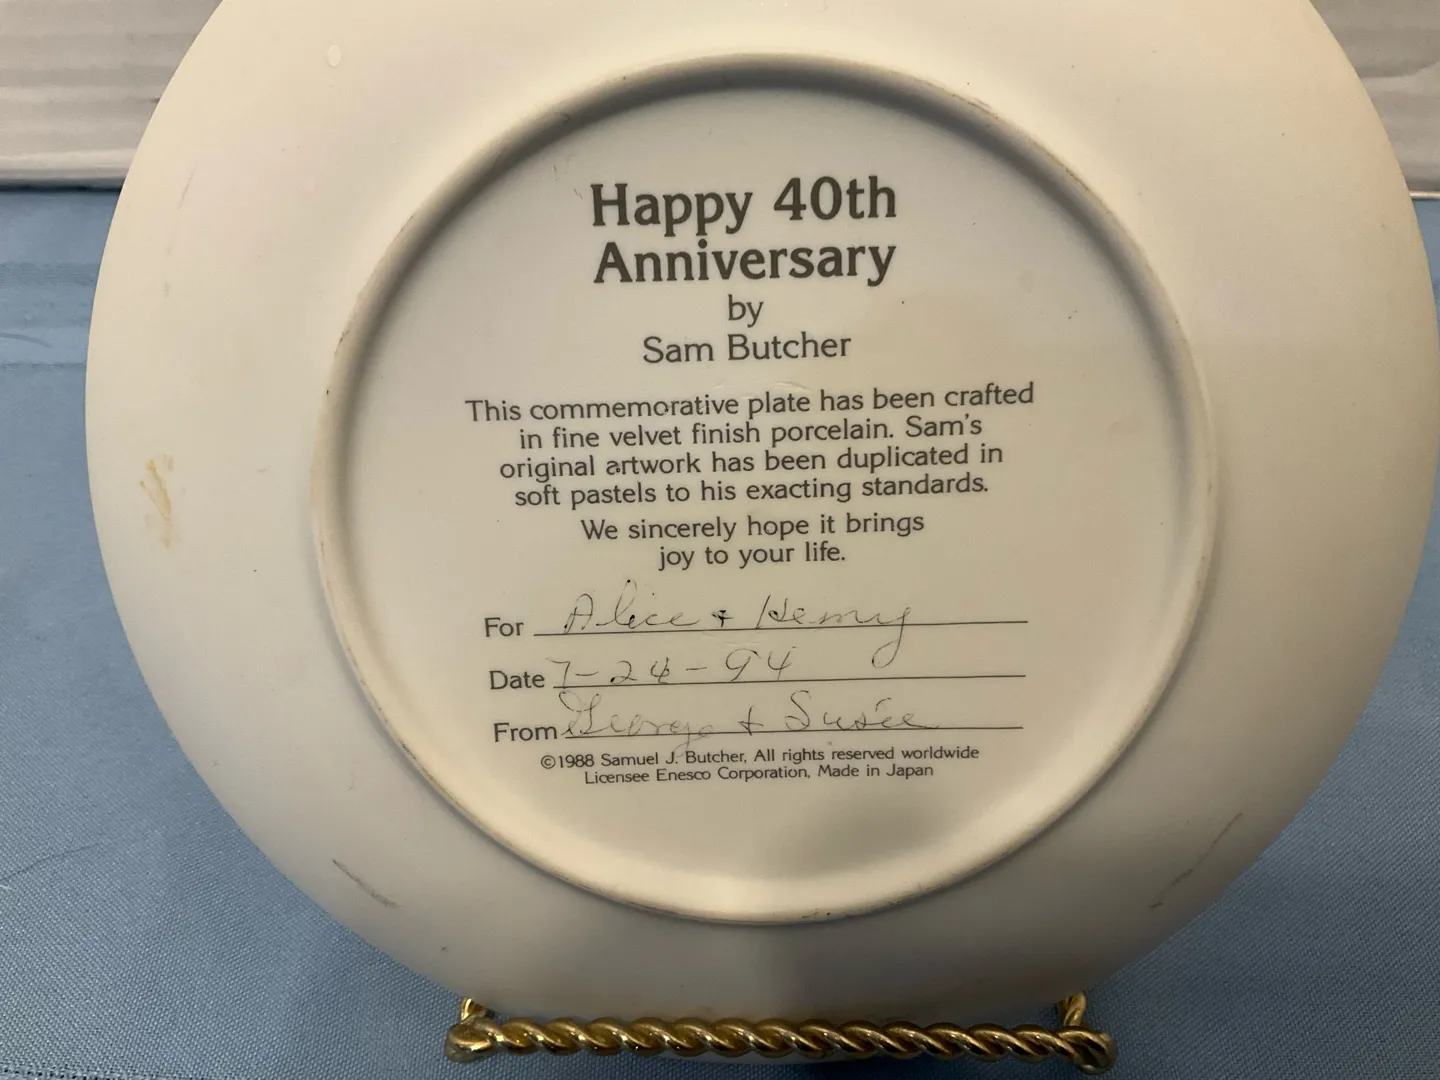 Happy 40th
Anniversary
by
Sam Butcher
This commemorative plate has been crafted
in fine velvet finish porcelain. Sam's
original artwork has been duplicated in
soft pastels to his exacting standards.
We sincerely hope it brings
joy to your life.
For Alice + Henry
Date 7-24-94
From George + Susie
©1988 Samuel J. Butcher, All rights reserved worldwide
Licensee Enesco Corporation, Made in Japan